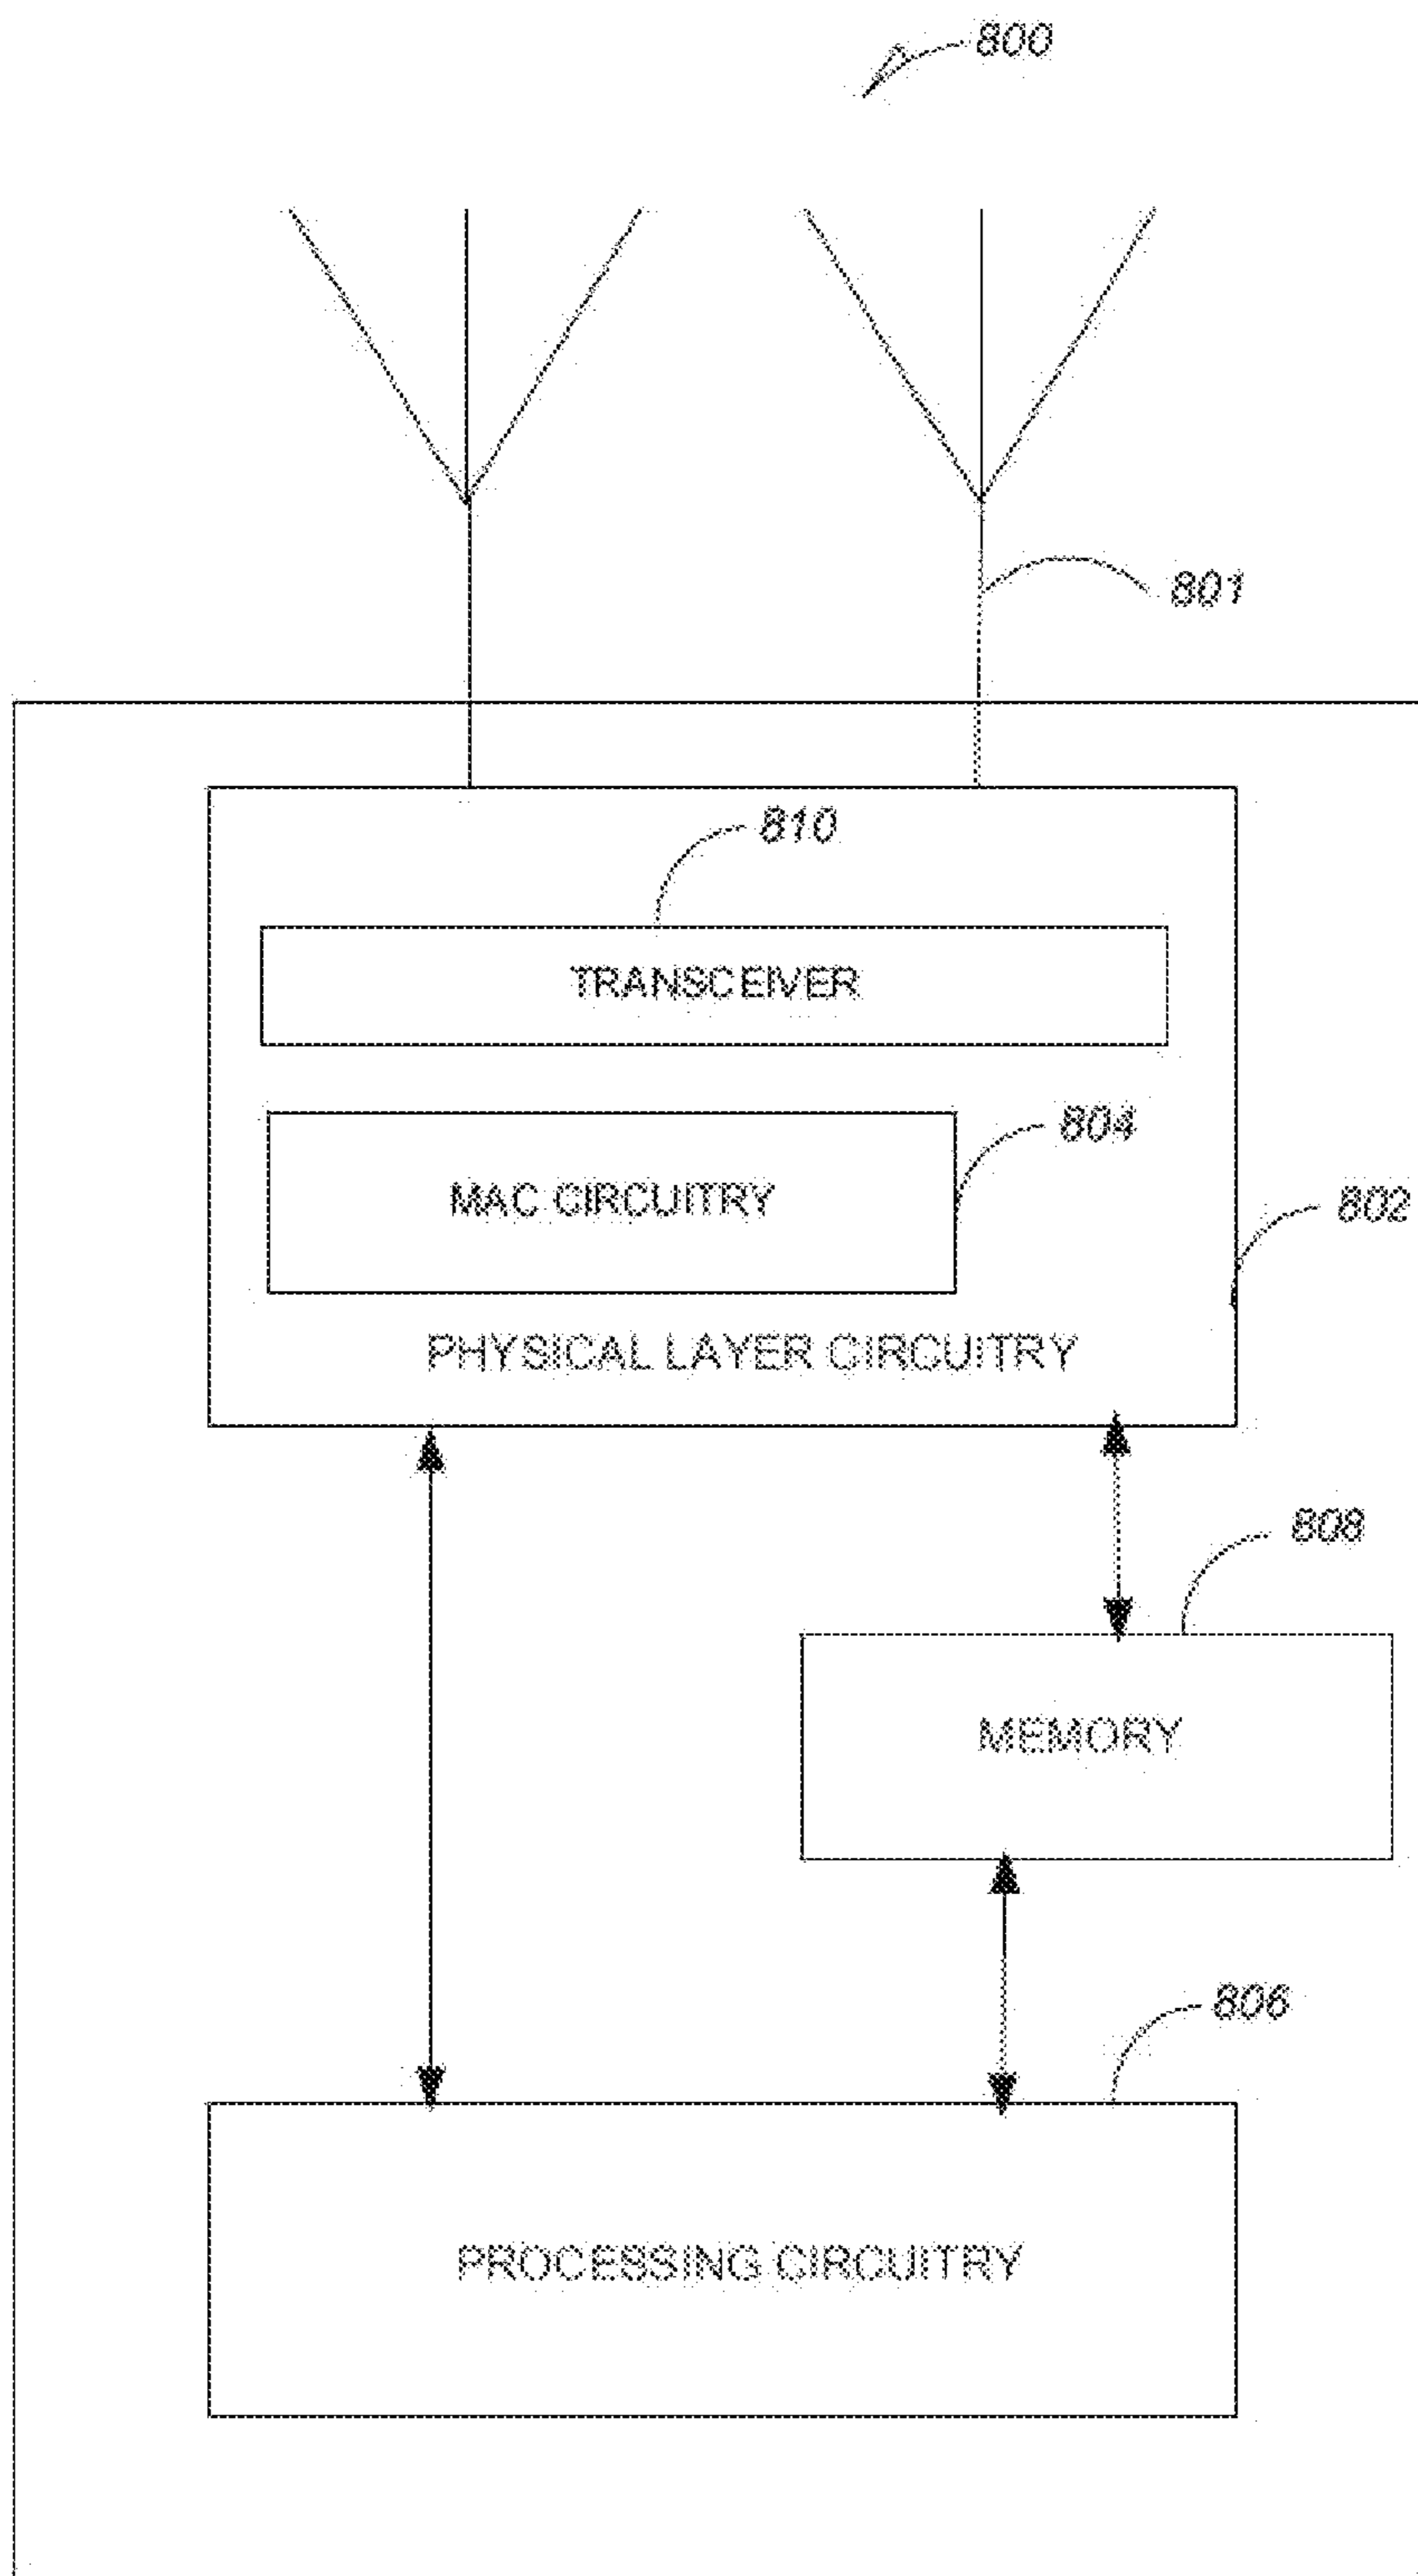 800
801
810
TRANSCEIVER
804
MAC CIRCUITRY
802
PHYSICAL LAYER CIRCUITRY
808
MEMORY
806
PROCESSING CIRCUITRY